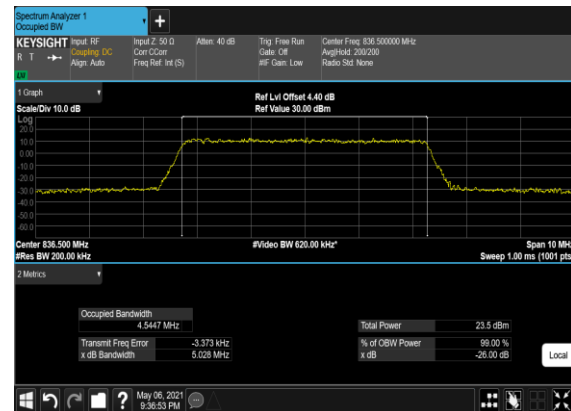 Spectrum Analyzer 1
Occupied BW
+
KEYSIGHT Input: RF Input Z: 50 Ω Atten: 40 dB Trig: Free Run Center Freq: 836.500000 MHz
R T Coupling: DC Corr CCorr Gate: Off Avg|Hold: 200/200
Align: Auto Freq Ref: Int (S) #IF Gain: Low Radio Std: None
1 Graph
Ref Lvl Offset 4.40 dB
Scale/Div 10.0 dB Ref Value 30.00 dBm
Log
20.0
10.0
0.00
-10.0
-20.0
-30.0
-40.0
-50.0
-60.0
Center 836.500 MHz #Video BW 620.00 kHz* Span 10 MHz
#Res BW 200.00 kHz Sweep 1.00 ms (1001 pts
2 Metrics
Occupied Bandwidth
4.5447 MHz Total Power 23.5 dBm
Transmit Freq Error -3.373 kHz % of OBW Power 99.00 %
x dB Bandwidth 5.028 MHz x dB -26.00 dB
Local
? May 06, 2021
9:36:53 PM